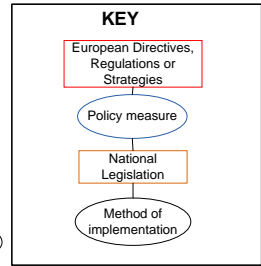 KEY
European Directives,
Regulations or
Strategies
Policy measure
National
Legislation
Method of
implementation